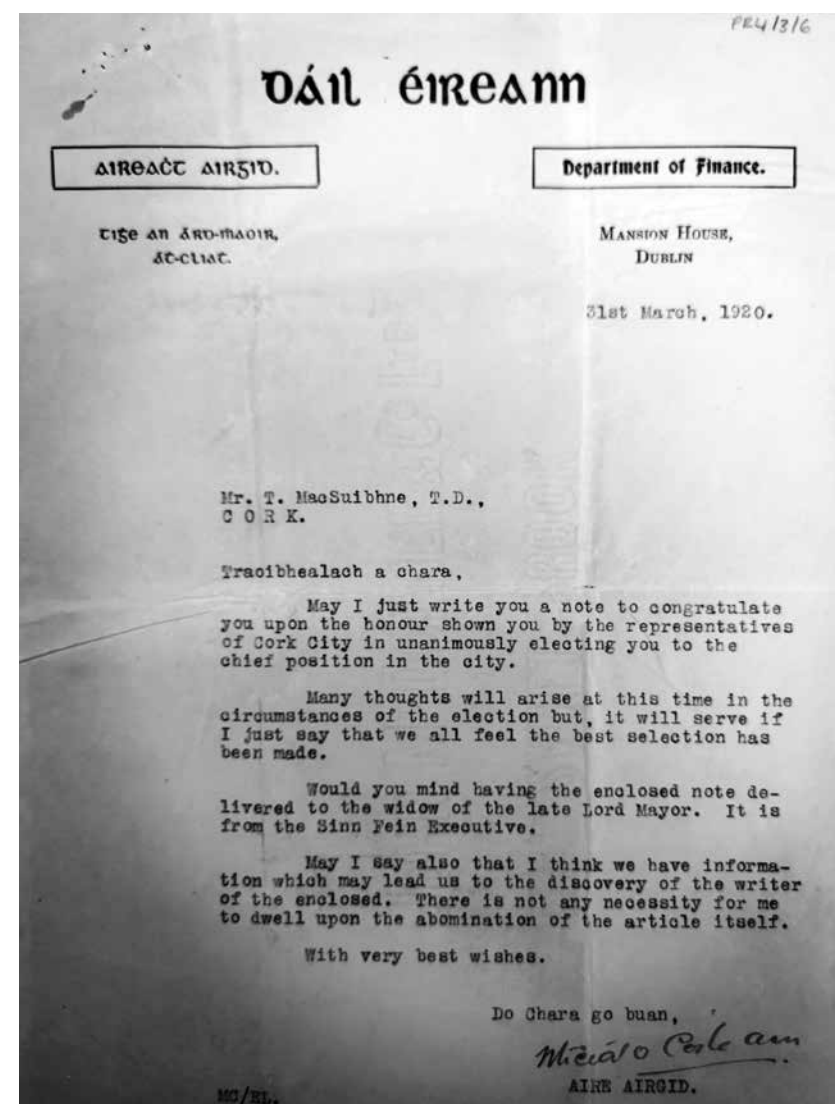 PR4/3/6
Dáil Éireann
Aireaċt Airgid.
Department of Finance.
Tiġe an Árd-Maoir,
Mansion House,
Át-Cliat.
Dublin
31st March, 1920.
Mr. T. MacSuibhne, T.D.,
C O R K.
Traoibhealach a chara,
May I just write you a note to congratulate
you upon the honour shown you by the representatives
of Cork City in unanimously electing you to the
chief position in the city.
Many thoughts will arise at this time in the
circumstances of the election but, it will serve if
I just say that we all feel the best selection has
been made.
Would you mind having the enclosed note de-
livered to the widow of the late Lord Mayor. It is
from the Sinn Fein Executive.
May I say also that I think we have informa-
tion which may lead us to the discovery of the writer
of the enclosed. There is not any necessity for me
to dwell upon the abomination of the article itself.
With very best wishes.
Do Chara go buan,
AIRE AIRGID.
MC/EL.